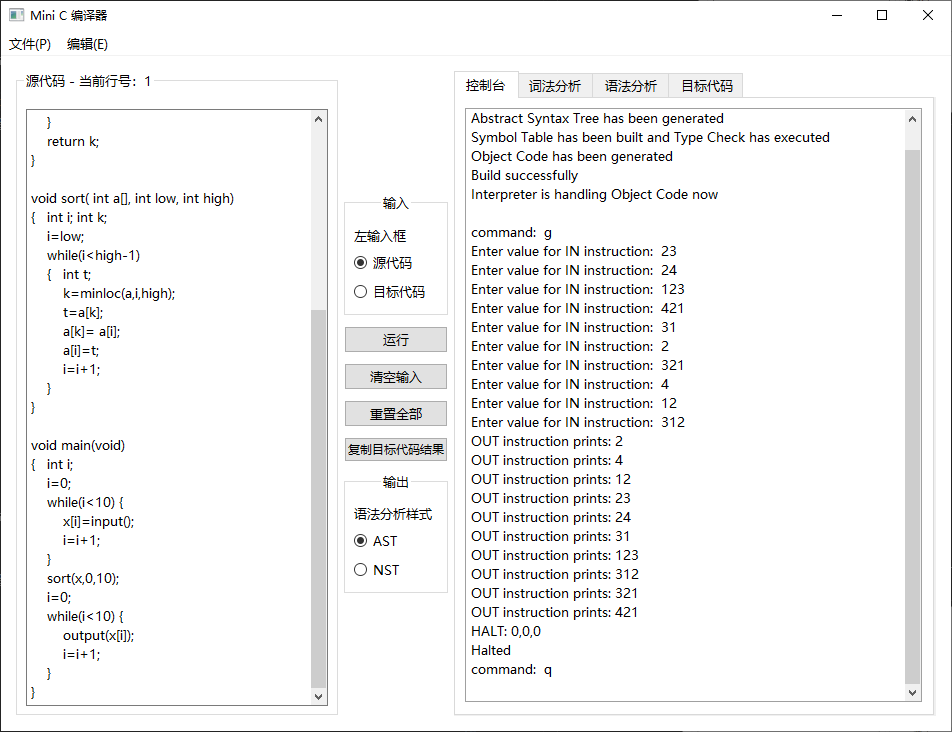 Mini C 编译器
文件(P) 编辑(E)
源代码 - 当前行号：1
}
return k;
}
void sort( int a[], int low, int high)
{ int i; int k;
i=low;
while(i<high-1)
{ int t;
k=minloc(a,i,high);
t=a[k];
a[k]= a[i];
a[i]=t;
i=i+1;
}
}
void main(void)
{ int i;
i=0;
while(i<10) {
x[i]=input();
i=i+1;
}
sort(x,0,10);
i=0;
while(i<10) {
output(x[i]);
i=i+1;
}
}
输入
左输入框
源代码
目标代码
运行
清空输入
重置全部
复制目标代码结果
输出
语法分析样式
AST
NST
控制台 词法分析 语法分析 目标代码
Abstract Syntax Tree has been generated
Symbol Table has been built and Type Check has executed
Object Code has been generated
Build successfully
Interpreter is handling Object Code now
command: g
Enter value for IN instruction: 23
Enter value for IN instruction: 24
Enter value for IN instruction: 123
Enter value for IN instruction: 421
Enter value for IN instruction: 31
Enter value for IN instruction: 2
Enter value for IN instruction: 321
Enter value for IN instruction: 4
Enter value for IN instruction: 12
Enter value for IN instruction: 312
OUT instruction prints: 2
OUT instruction prints: 4
OUT instruction prints: 12
OUT instruction prints: 23
OUT instruction prints: 24
OUT instruction prints: 31
OUT instruction prints: 123
OUT instruction prints: 312
OUT instruction prints: 321
OUT instruction prints: 421
HALT: 0,0,0
Halted
command: q